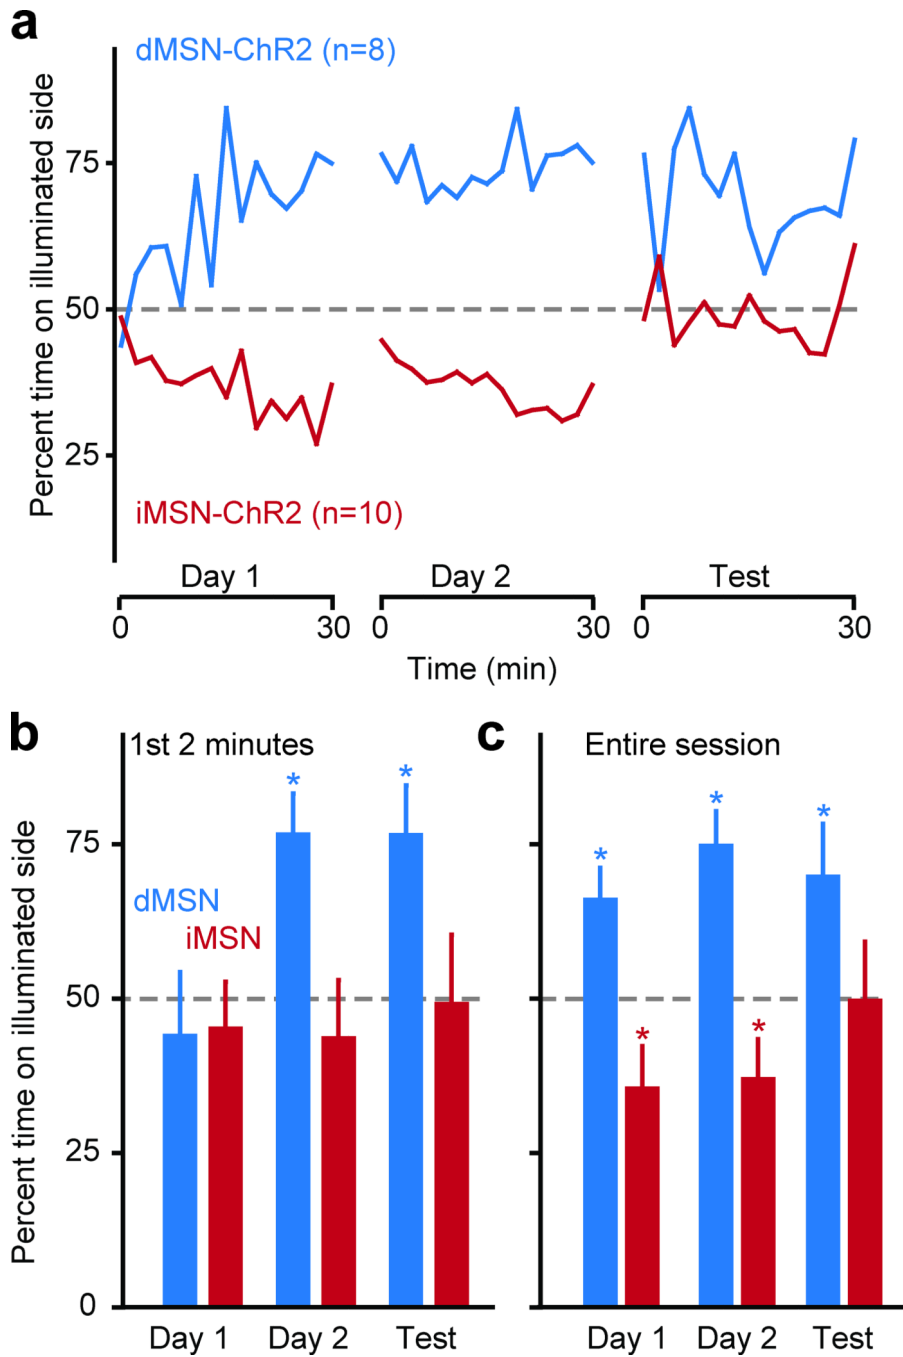 a
dMSN-ChR2 (n=8)
Percent time on illuminated side
75
50
25
iMSN-ChR2 (n=10)
Day 1
Day 2
Test
0
30
0
30
0
30
Time (min)
b
1st 2 minutes
c
Entire session
*
*
*
*
*
*
*
Percent time on illuminated side
75
dMSN
iMSN
50
25
0
Day 1
Day 2
Test
Day 1
Day 2
Test